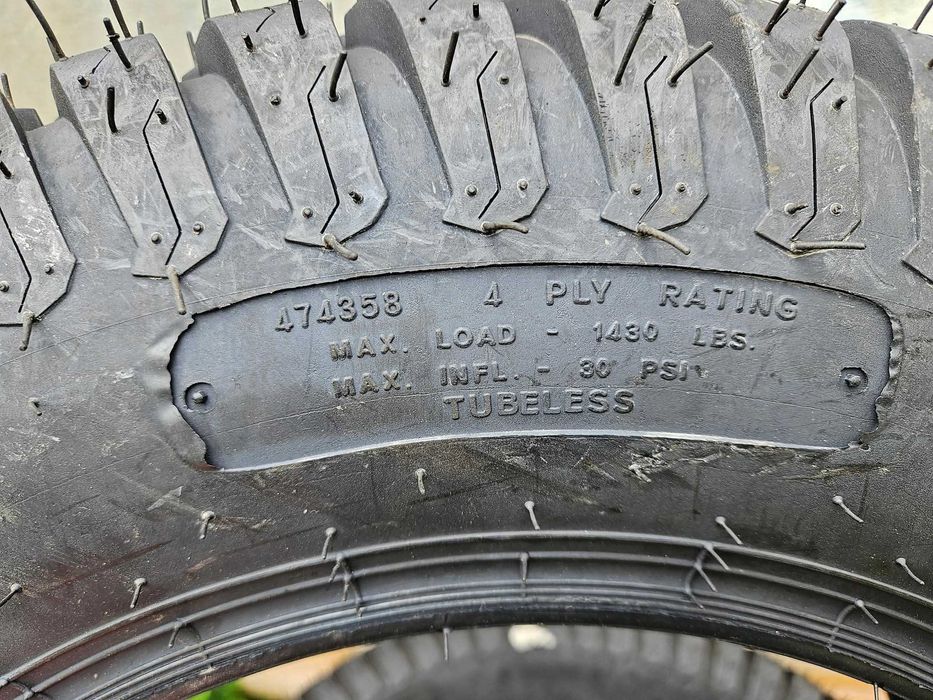 474358 4 PLY RATING
MAX. LOAD - 1430 LBS.
MAX. INFL. - 30 PSI
TUBELESS